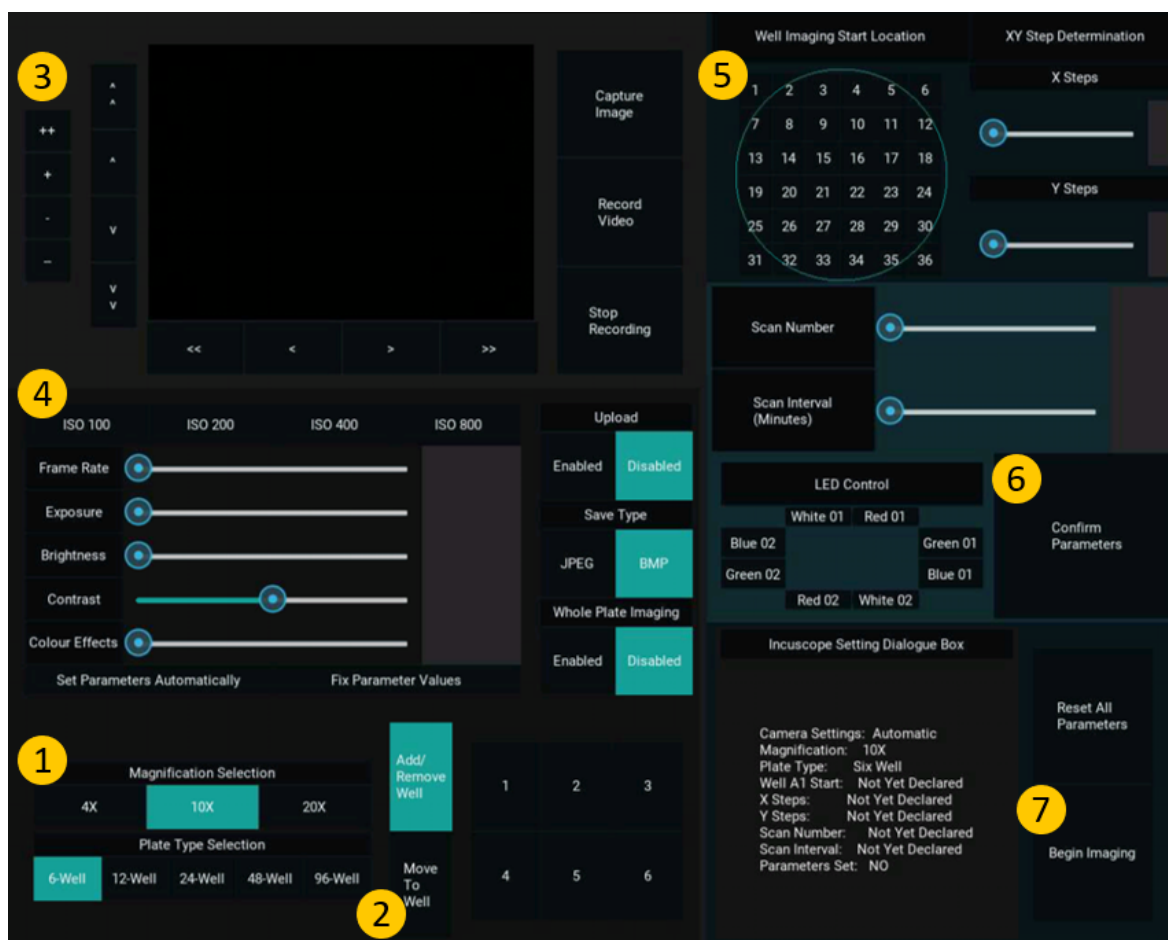 Well Imaging Start Location
XY Step Determination
3
^
^
++
^
+
-
v
--
v
v
<<
<
>
>>
Capture
Image
Record
Video
Stop
Recording
5
1 2 3 4 5 6
7 8 9 10 11 12
13 14 15 16 17 18
19 20 21 22 23 24
25 26 27 28 29 30
31 32 33 34 35 36
X Steps
Y Steps
Scan Number
Scan Interval
(Minutes)
4
ISO 100 ISO 200 ISO 400 ISO 800
Frame Rate
Exposure
Brightness
Contrast
Colour Effects
Set Parameters Automatically Fix Parameter Values
Upload
Enabled Disabled
Save Type
JPEG BMP
Whole Plate Imaging
Enabled Disabled
LED Control
White 01 Red 01
Blue 02 Green 01
Green 02 Blue 01
Red 02 White 02
6
Confirm
Parameters
1
Magnification Selection
4X 10X 20X
Plate Type Selection
6-Well 12-Well 24-Well 48-Well 96-Well
Add/
Remove
Well
Move
To
Well
2
1 2 3
4 5 6
Incuscope Setting Dialogue Box
Camera Settings: Automatic
Magnification: 10X
Plate Type: Six Well
Well A1 Start: Not Yet Declared
X Steps: Not Yet Declared
Y Steps: Not Yet Declared
Scan Number: Not Yet Declared
Scan Interval: Not Yet Declared
Parameters Set: NO
Reset All
Parameters
7
Begin Imaging